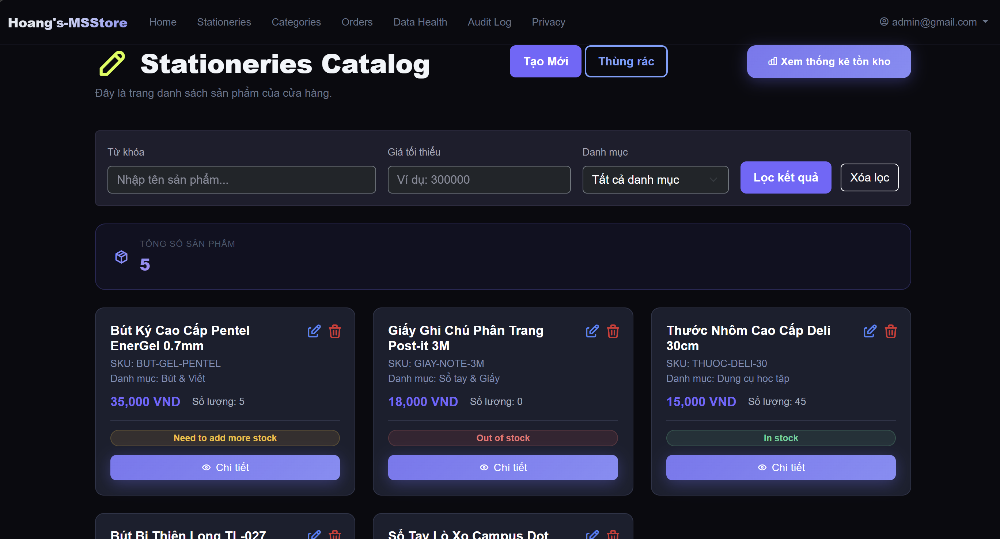 Hoang's-MSStore Home Stationeries Categories Orders Data Health Audit Log Privacy admin@gmail.com
Stationeries Catalog Tạo Mới Thùng rác Xem thống kê tồn kho
Đây là trang danh sách sản phẩm của cửa hàng.
Từ khóa Giá tối thiểu Danh mục
Nhập tên sản phẩm... Ví dụ: 300000 Tất cả danh mục Lọc kết quả Xóa lọc
TỔNG SỐ SẢN PHẨM
5
Bút Ký Cao Cấp Pentel
EnerGel 0.7mm
SKU: BUT-GEL-PENTEL
Danh mục: Bút & Viết
35,000 VND Số lượng: 5
Need to add more stock
Chi tiết
Giấy Ghi Chú Phân Trang
Post-it 3M
SKU: GIAY-NOTE-3M
Danh mục: Sổ tay & Giấy
18,000 VND Số lượng: 0
Out of stock
Chi tiết
Thước Nhôm Cao Cấp Deli
30cm
SKU: THUOC-DELI-30
Danh mục: Dụng cụ học tập
15,000 VND Số lượng: 45
In stock
Chi tiết
Bút Bi Thiên Long TL-027
Sổ Tay Lò Xo Campus Dot